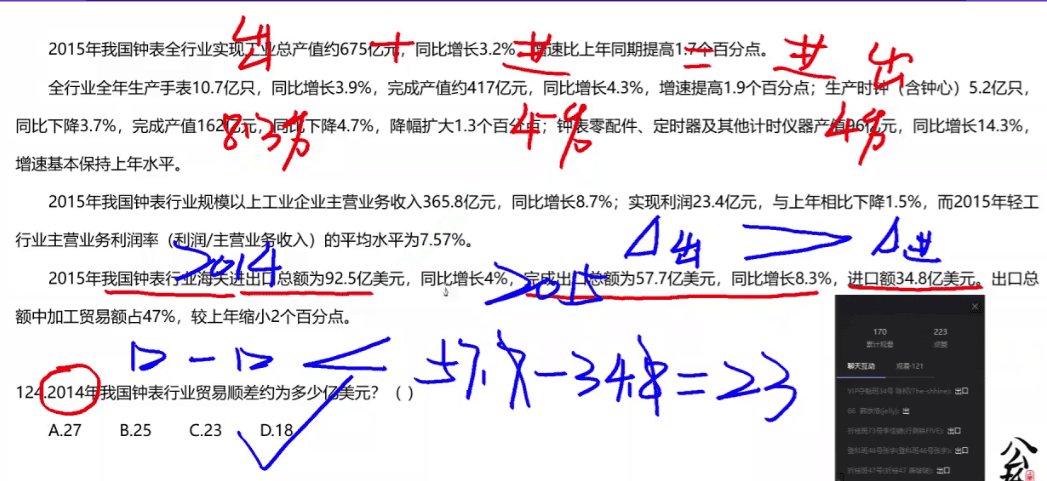 出 + 进 = 进出
2015年我国钟表全行业实现工业总产值约675亿元，同比增长3.2%，增速比上年同期提高1.7个百分点。
全行业全年生产手表10.7亿只，同比增长3.9%，完成产值约417亿元，同比增长4.3%，增速提高1.9个百分点；生产时钟（含钟心）5.2亿只，
同比下降3.7%，完成产值162亿元，同比下降4.7%，降幅扩大1.3个百分点；钟表零配件、定时器及其他计时仪器产值96亿元，同比增长14.3%，
8.3% 4-% 4%
增速基本保持上年水平。
2015年我国钟表行业规模以上工业企业主营业务收入365.8亿元，同比增长8.7%；实现利润23.4亿元，与上年相比下降1.5%，而2015年轻工
行业主营业务利润率（利润/主营业务收入）的平均水平为7.57%。
Δ出 > Δ进
2014
2015
2015年我国钟表行业海关进出口总额为92.5亿美元，同比增长4%，完成出口总额为57.7亿美元，同比增长8.3%，进口额34.8亿美元。出口总
额中加工贸易额占47%，较上年缩小2个百分点。
57.7-34.8=23
124.2014年我国钟表行业贸易顺差约为多少亿美元？（ ）
A.27 B.25 C.23 D.18
170 223
累计观看 点赞
聊天互动 观看·121
出口
出
出口
出口
出口